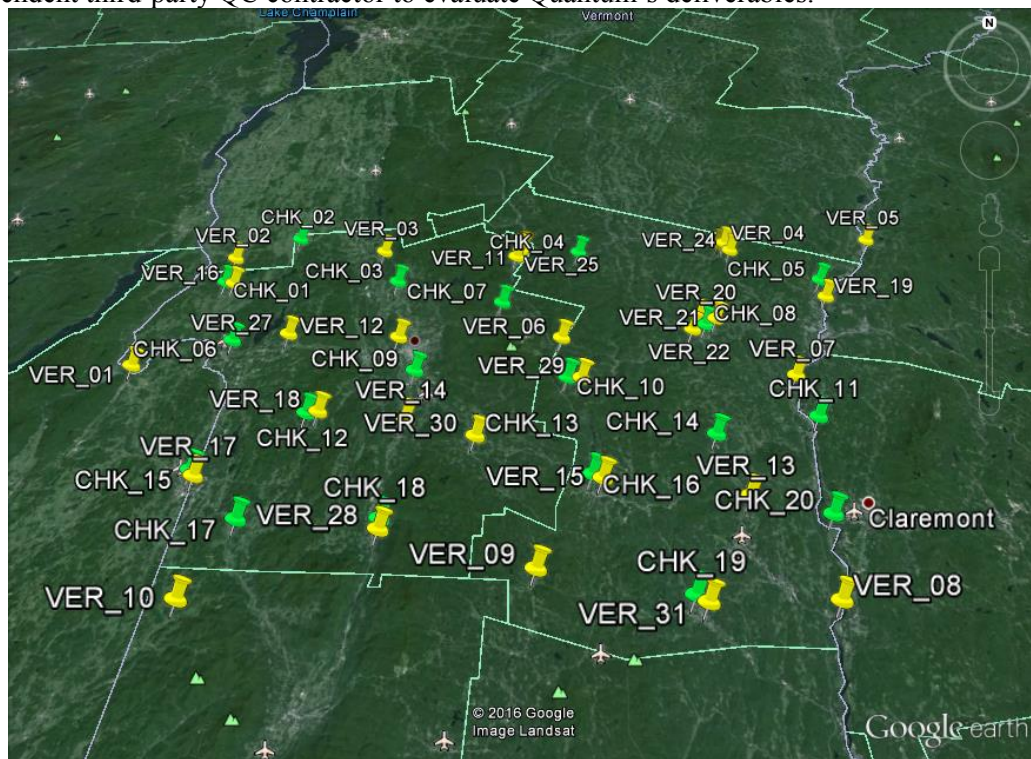 pendent third-party QC contractor to evaluate Quantum's deliverables.
Lake Champlain
Vermont
N
CHK_02
VER_02
VER_03
VER_05
CHK_04
VER_24
VER_04
VER_11
VER_25
VER_16
CHK_01
CHK_03
CHK_07
CHK_05
VER_19
VER_20
CHK_08
VER_27
VER_12
VER_06
VER_21
VER_22
VER_07
CHK_06
VER_01
CHK_09
VER_29
CHK_10
CHK_11
VER_14
VER_18
VER_30
CHK_13
CHK_14
CHK_12
VER_17
CHK_15
VER_15
CHK_16
VER_13
CHK_18
CHK_20
Claremont
CHK_17
VER_28
VER_09
CHK_19
VER_10
VER_08
VER_31
© 2016 Google
Image Landsat
Google earth